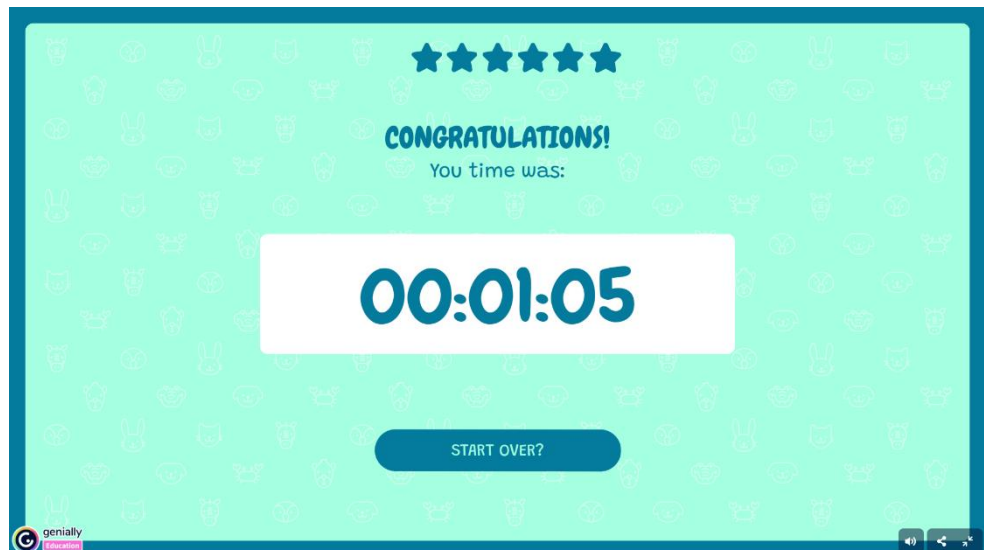 CONGRATULATIONS!
You time was:
00:01:05
START OVER?
genially
Education